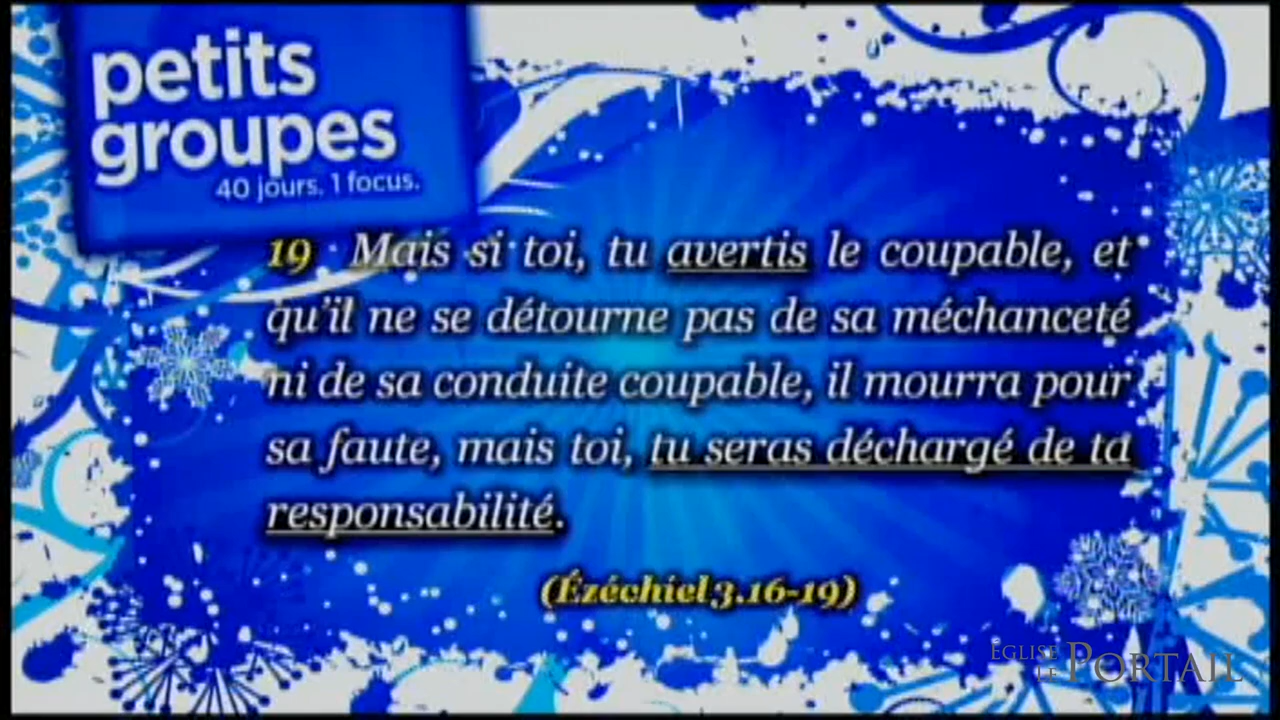 petits
groupes
40 jours. 1 focus.
19 Mais si toi, tu avertis le coupable, et
qu'il ne se détourne pas de sa méchanceté
ni de sa conduite coupable, il mourra pour
sa faute, mais toi, tu seras déchargé de ta
responsabilité.
(Ézéchiel 3.16-19)
ÉGLISE
LE PORTAIL